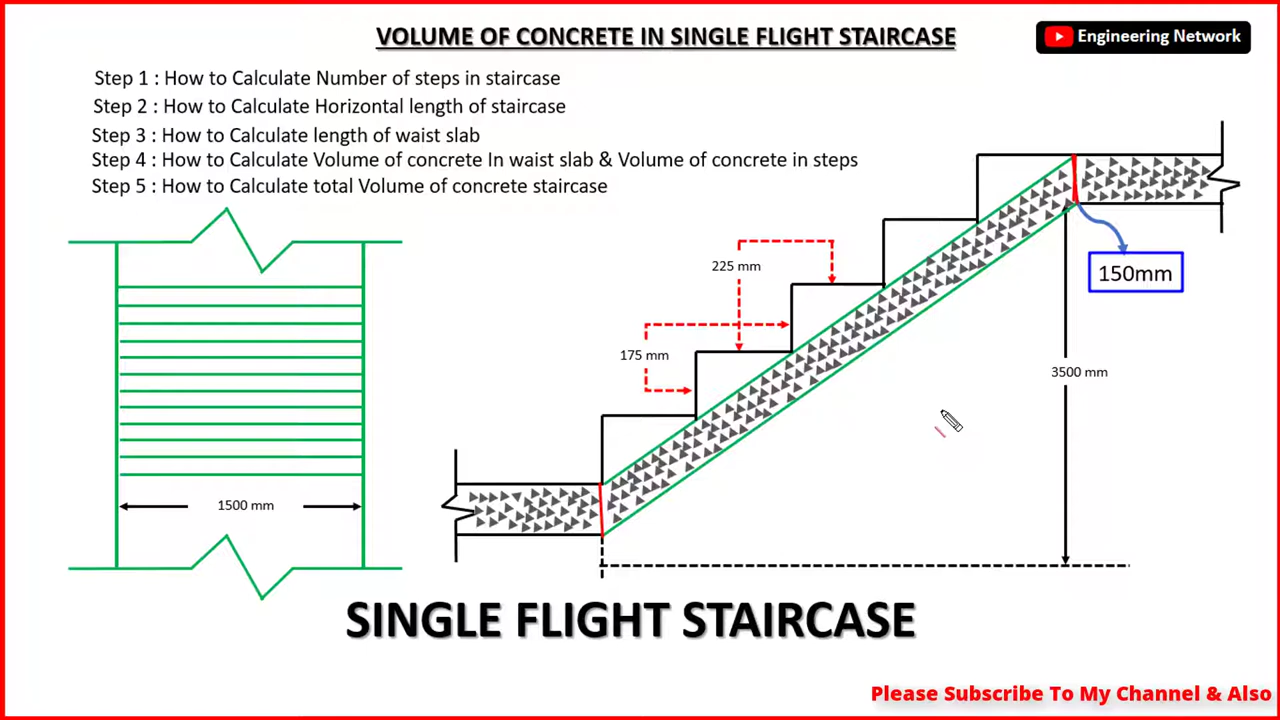 VOLUME OF CONCRETE IN SINGLE FLIGHT STAIRCASE
Engineering Network
Step 1 : How to Calculate Number of steps in staircase
Step 2 : How to Calculate Horizontal length of staircase
Step 3 : How to Calculate length of waist slab
Step 4 : How to Calculate Volume of concrete In waist slab & Volume of concrete in steps
Step 5 : How to Calculate total Volume of concrete staircase
225 mm
150mm
175 mm
3500 mm
1500 mm
SINGLE FLIGHT STAIRCASE
Please Subscribe To My Channel & Also